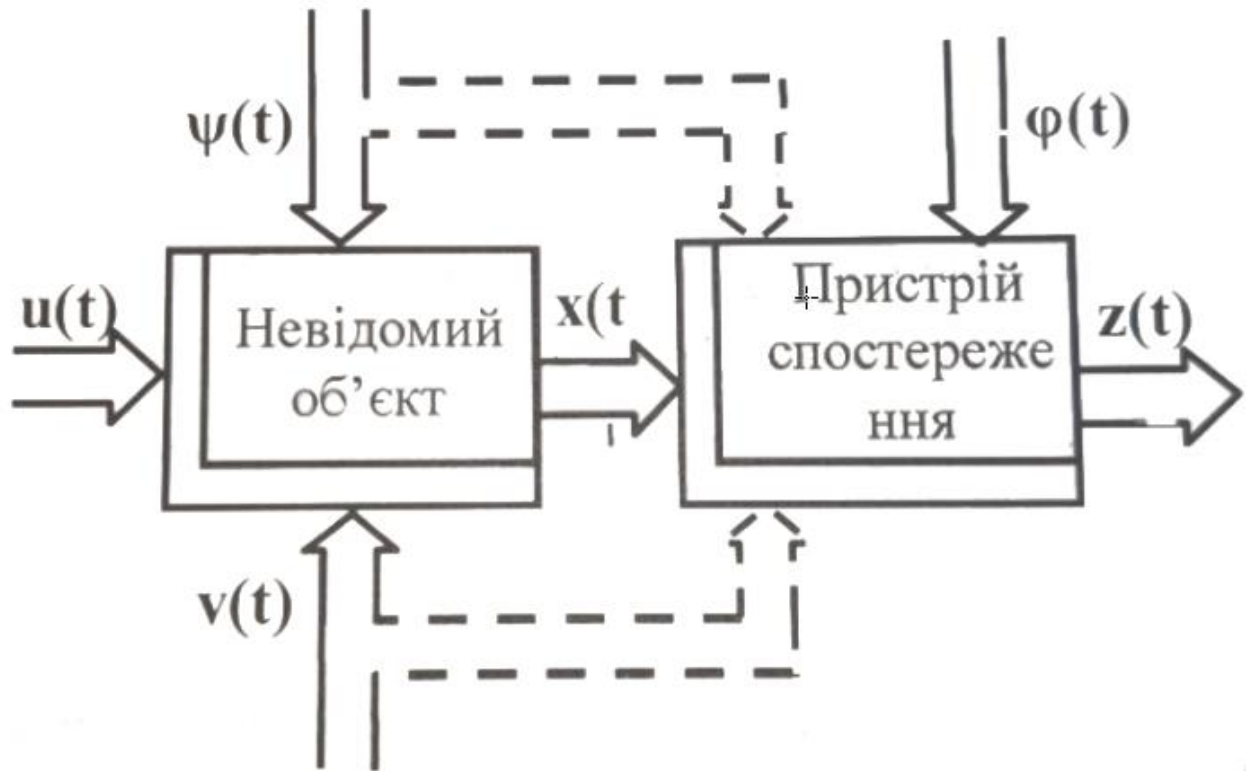 ψ(t)
φ(t)
u(t)
Невідомий
об’єкт
x(t
Пристрій
спостереже
ння
z(t)
v(t)